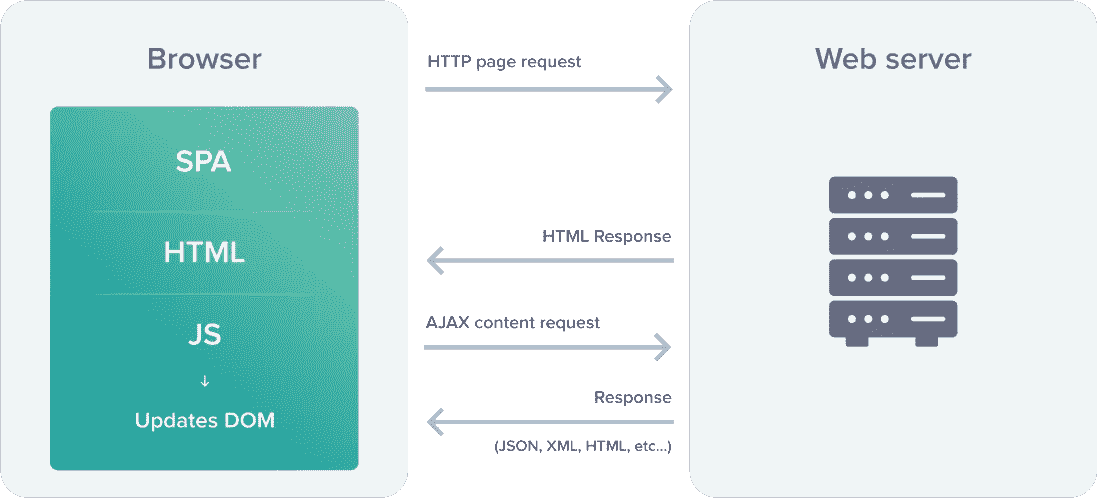 Browser
SPA
HTML
JS
↓
Updates DOM
HTTP page request
HTML Response
AJAX content request
Response
(JSON, XML, HTML, etc...)
Web server